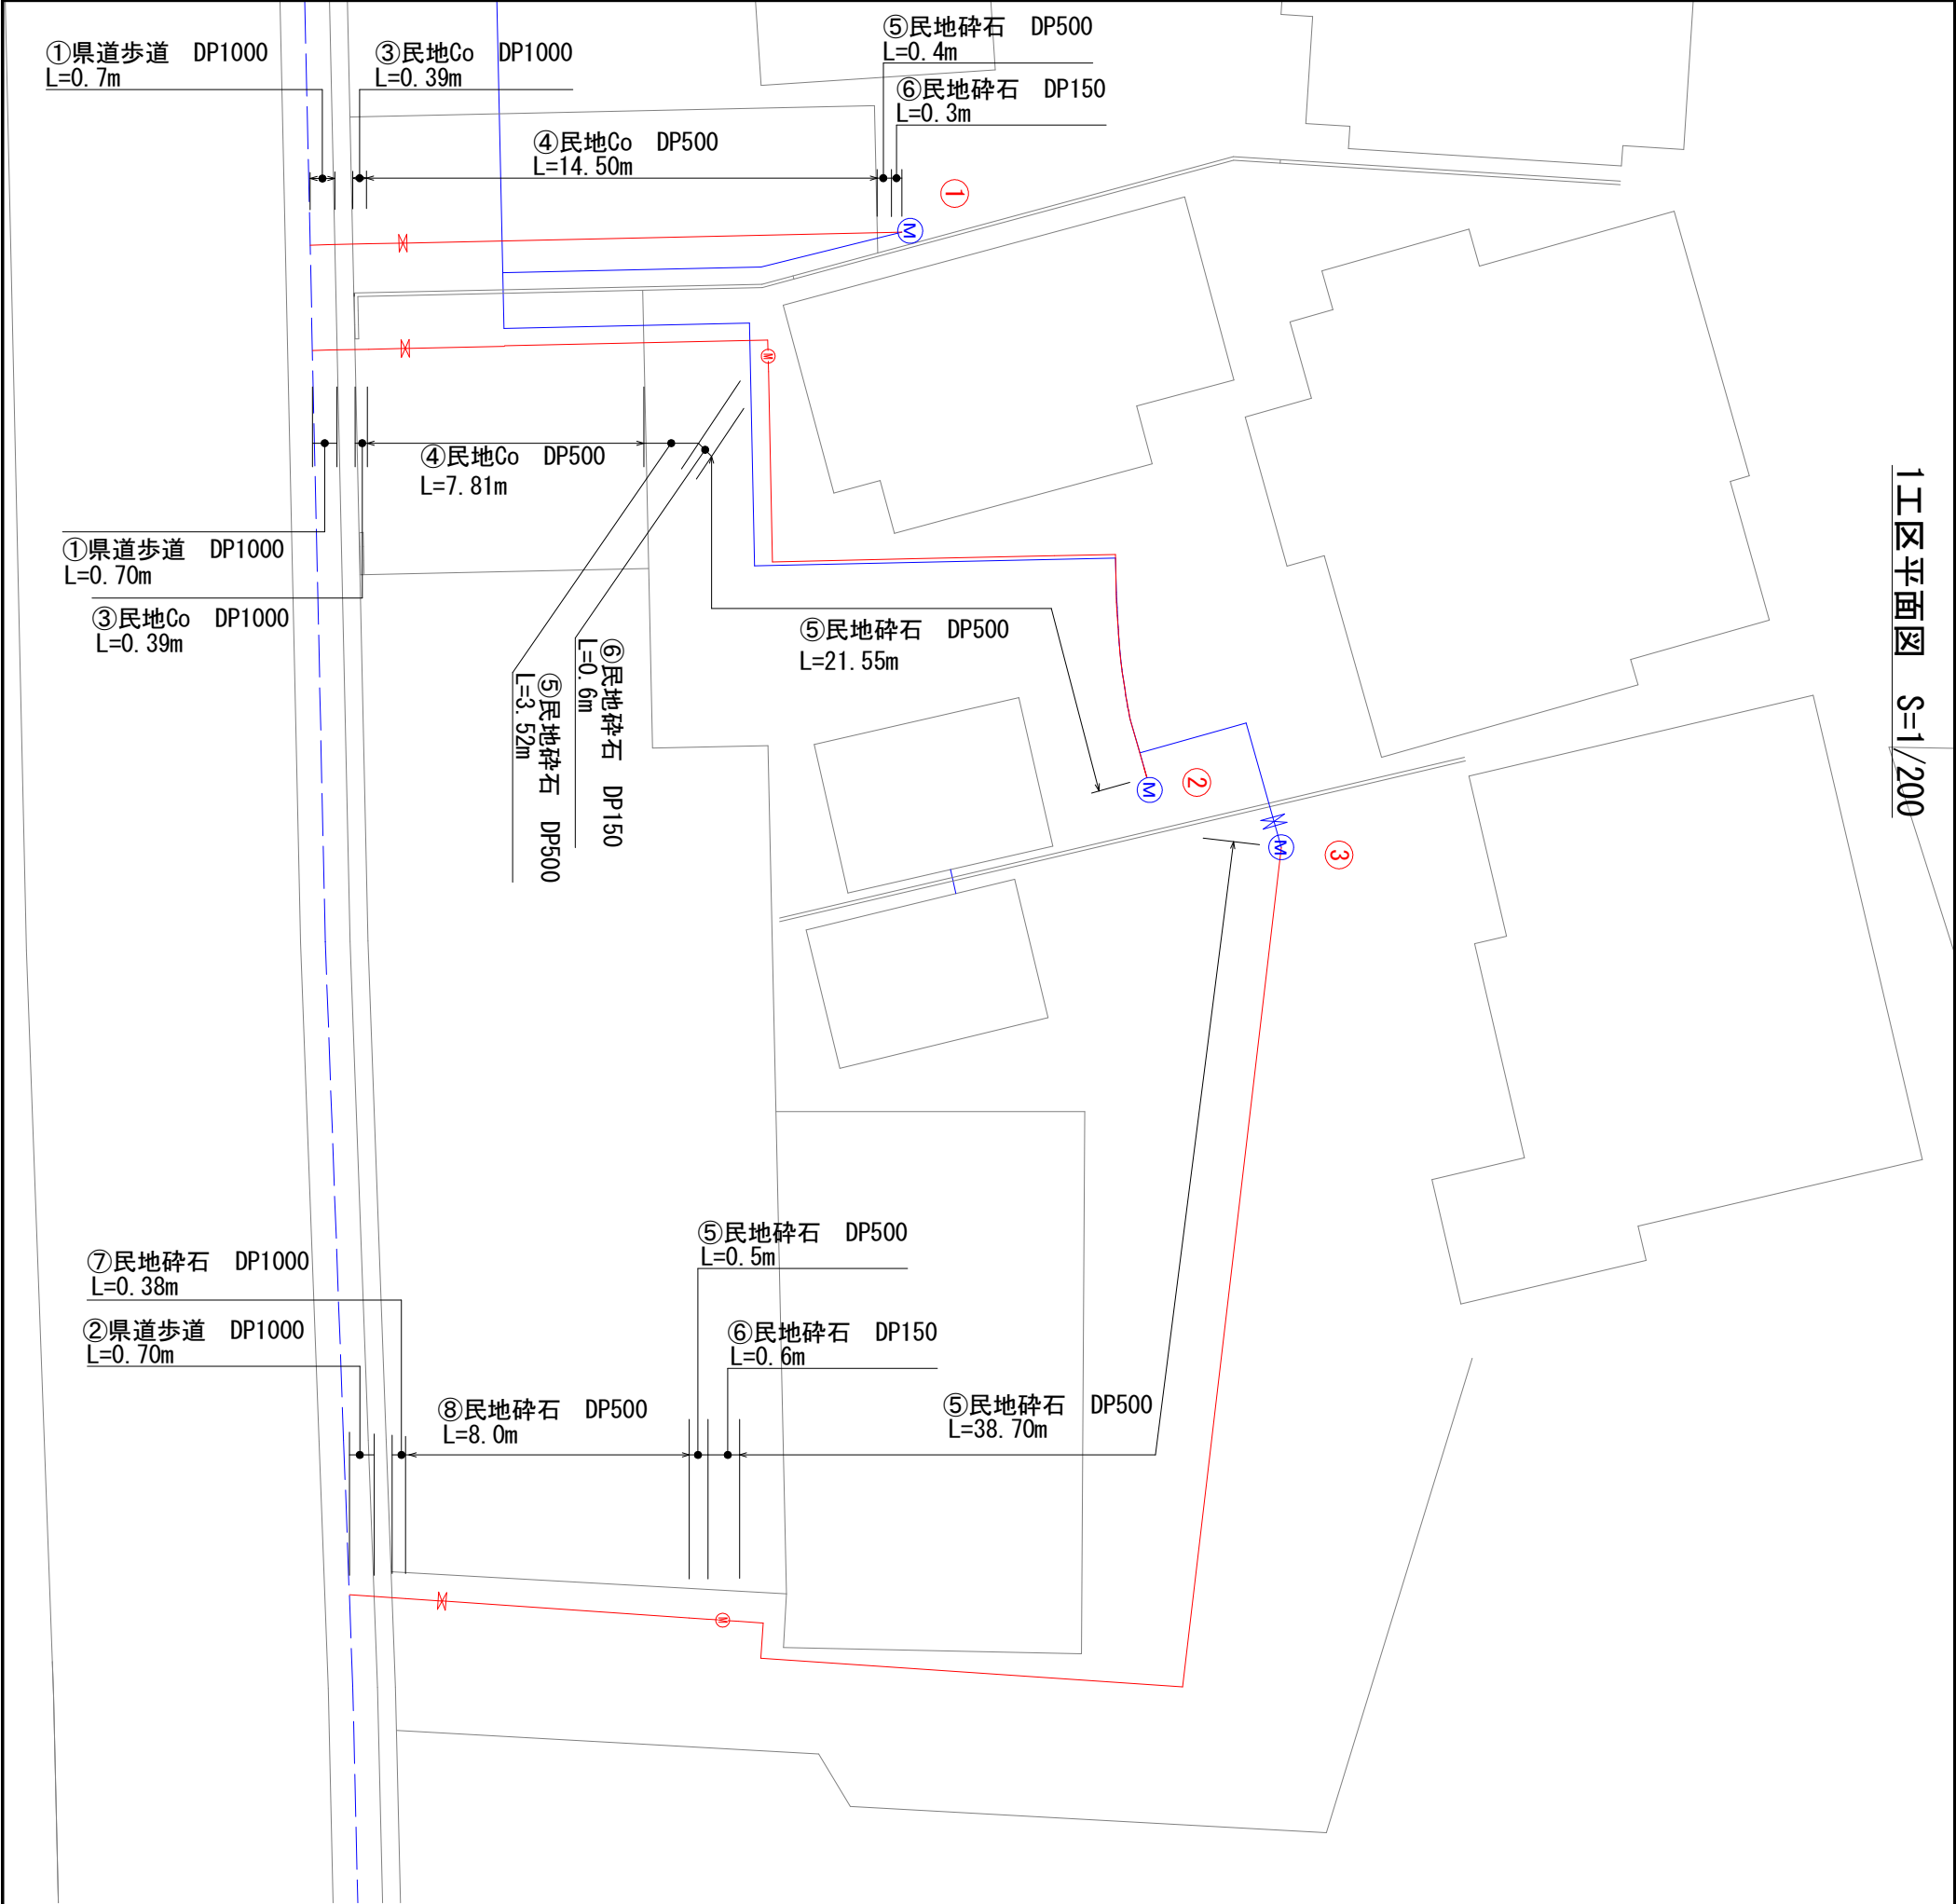 ①県道歩道　DP1000
L=0.7m
③民地Co　DP1000
L=0.39m
⑤民地砕石　DP500
L=0.4m
⑥民地砕石　DP150
L=0.3m
④民地Co　DP500
L=14.50m
①
M
M
④民地Co　DP500
L=7.81m
①県道歩道　DP1000
L=0.70m
③民地Co　DP1000
L=0.39m
⑤民地砕石　DP500
L=21.55m
⑥民地砕石　DP150
L=0.6m
⑤民地砕石　DP500
L=3.52m
1工区平面図　S=1/200
②
M
③
M
⑦民地砕石　DP1000
L=0.38m
②県道歩道　DP1000
L=0.70m
⑤民地砕石　DP500
L=0.5m
⑥民地砕石　DP150
L=0.6m
⑧民地砕石　DP500
L=8.0m
⑤民地砕石　DP500
L=38.70m
M